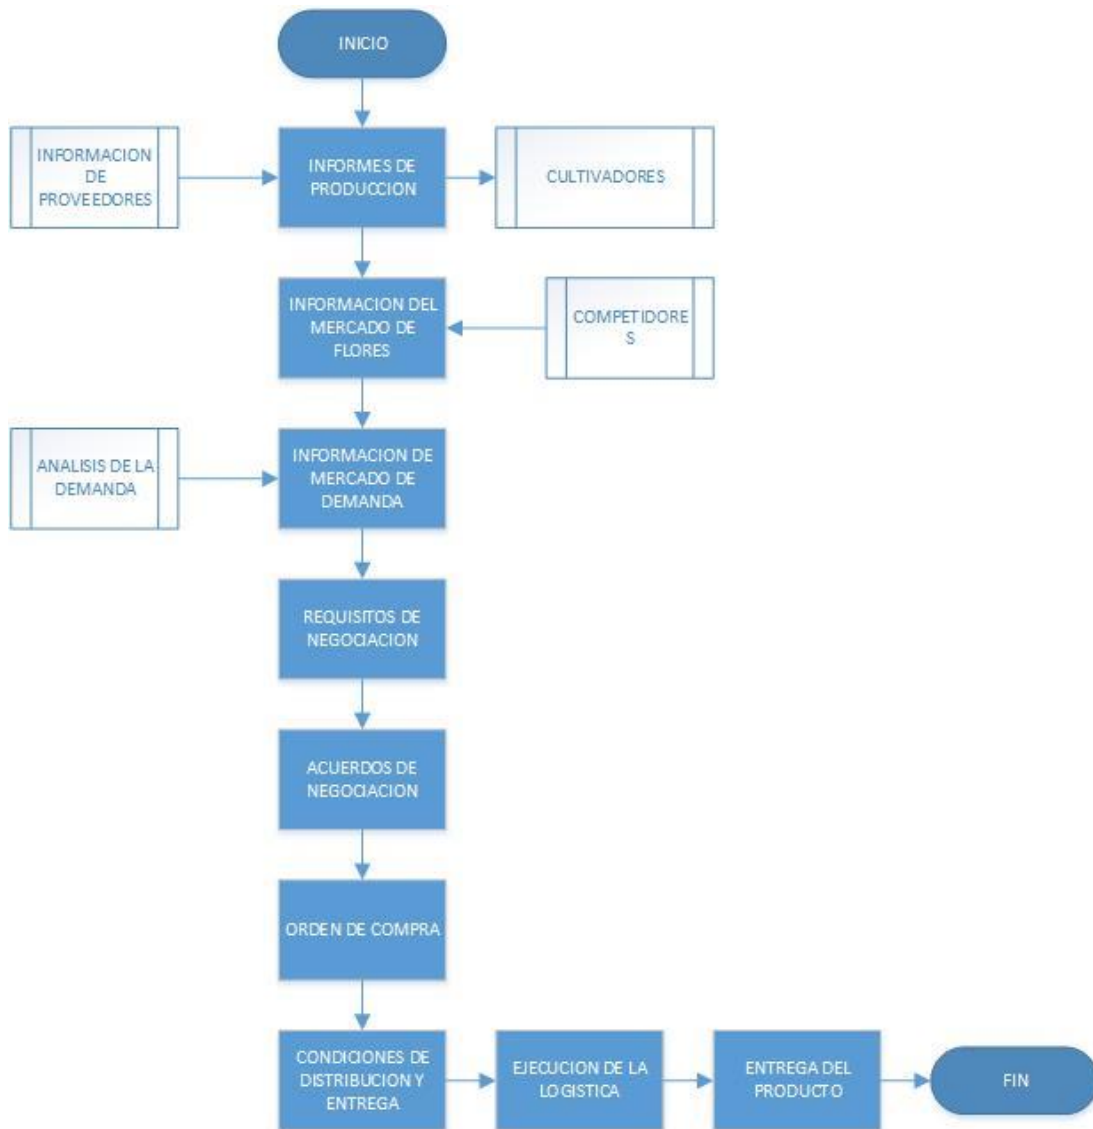 INICIO
INFORMACION
DE
PROVEEDORES
INFORMES DE
PRODUCCION
CULTIVADORES
INFORMACION DEL
MERCADO DE
FLORES
COMPETIDORE
S
ANALISIS DE LA
DEMANDA
INFORMACION DE
MERCADO DE
DEMANDA
REQUISITOS DE
NEGOCIACION
ACUERDOS DE
NEGOCIACION
ORDEN DE COMPRA
CONDICIONES DE
DISTRIBUCION Y
ENTREGA
EJECUCION DE LA
LOGISTICA
ENTREGA DEL
PRODUCTO
FIN